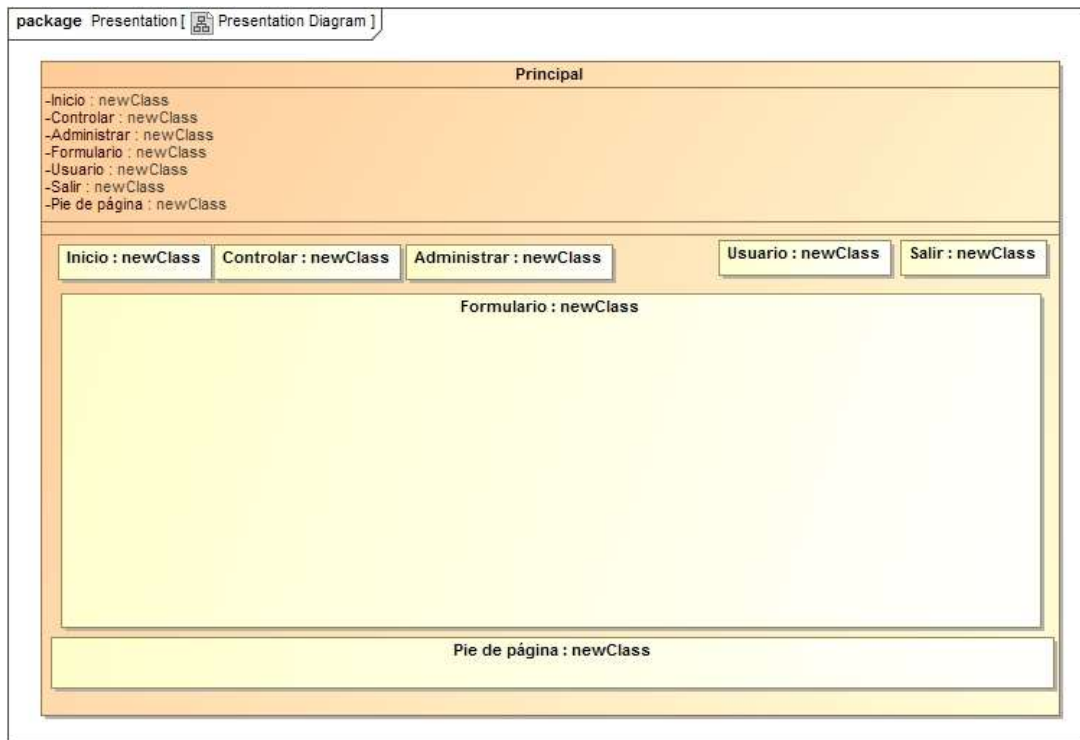 package Presentation [ Presentation Diagram ]
Principal
-Inicio : newClass
-Controlar : newClass
-Administrar : newClass
-Formulario : newClass
-Usuario : newClass
-Salir : newClass
-Pie de página : newClass
Inicio : newClass Controlar : newClass Administrar : newClass Usuario : newClass Salir : newClass
Formulario : newClass
Pie de página : newClass